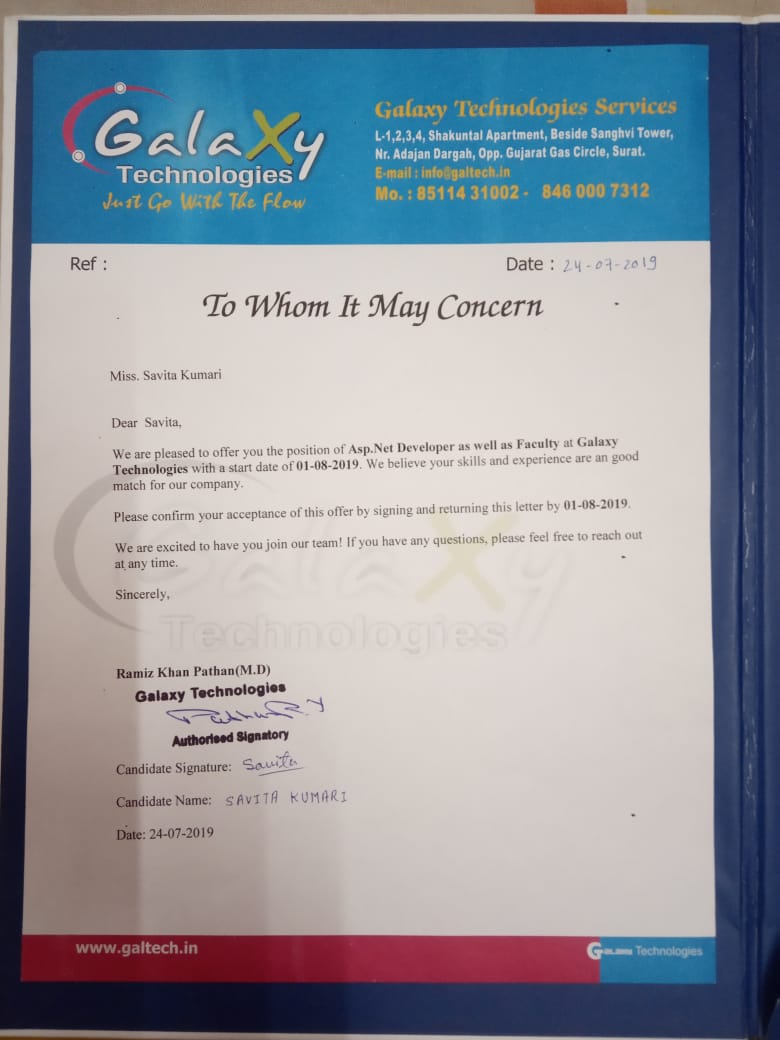 GalaXy
Technologies
Just Go With The Flow
Galaxy Technologies Services
L-1,2,3,4, Shakuntal Apartment, Beside Sanghvi Tower,
Nr. Adajan Dargah, Opp. Gujarat Gas Circle, Surat.
E-mail : info@galtech.in
Mo. : 85114 31002 - 846 000 7312
Ref :
Date : 24-07-2019
To Whom It May Concern
Miss. Savita Kumari
Dear Savita,
We are pleased to offer you the position of Asp.Net Developer as well as Faculty at Galaxy
Technologies with a start date of 01-08-2019. We believe your skills and experience are an good
match for our company.
Please confirm your acceptance of this offer by signing and returning this letter by 01-08-2019.
We are excited to have you join our team! If you have any questions, please feel free to reach out
at any time.
Sincerely,
GalaXy
Technologies
Ramiz Khan Pathan(M.D)
Galaxy Technologies
Authorised Signatory
Candidate Signature: Savita
Candidate Name: SAVITA KUMARI
Date: 24-07-2019
www.galtech.in
Galaxy Technologies